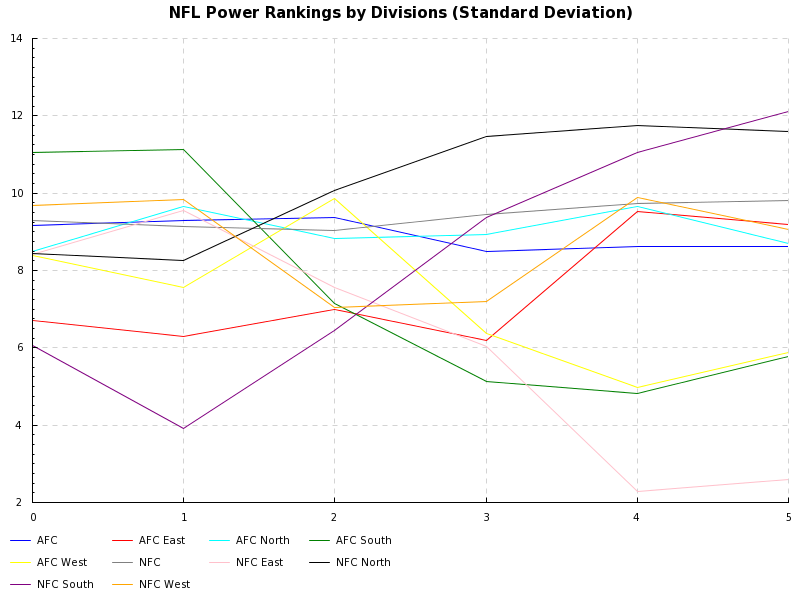 NFL Power Rankings by Divisions (Standard Deviation)
14
12
10
8
6
4
2
0 1 2 3 4 5
AFC AFC East AFC North AFC South
AFC West NFC NFC East NFC North
NFC South NFC West